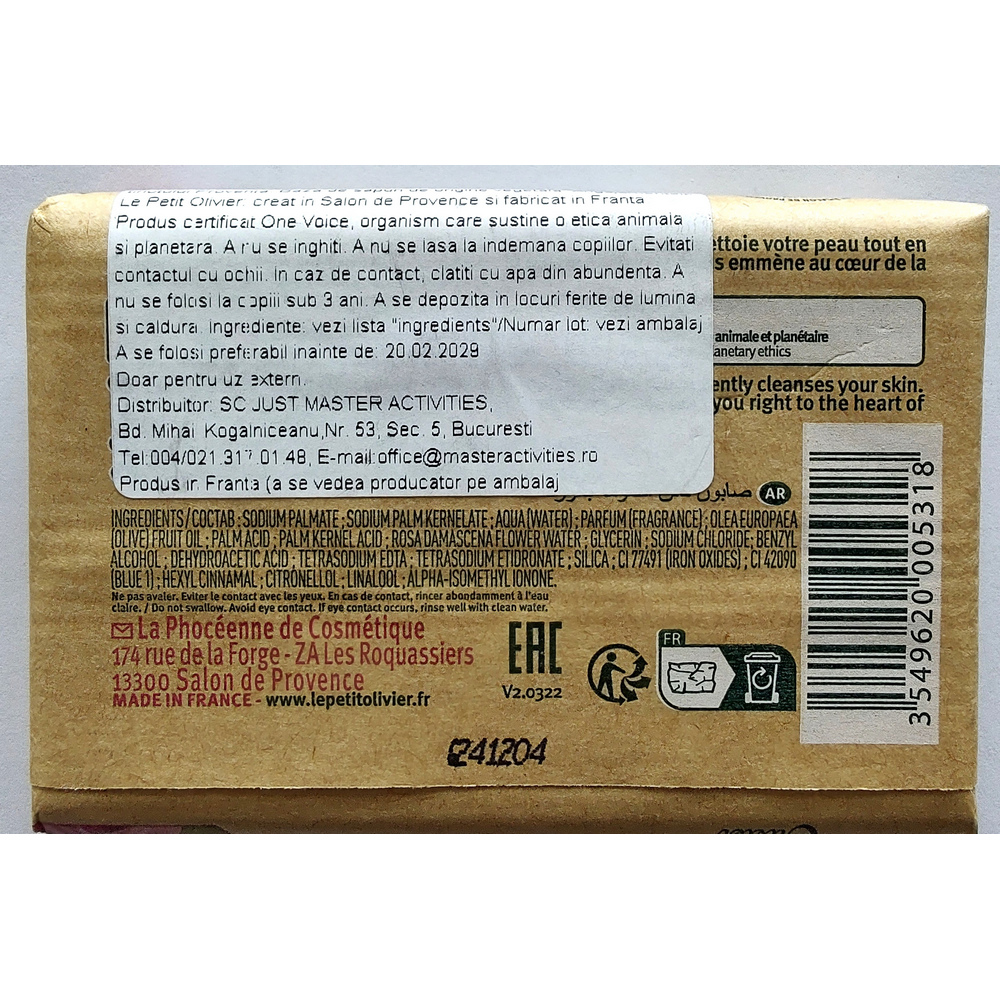 Le Petit Olivier: creat in Salon de Provence si fabricat in Franta
Produs certificat One Voice, organism care sustine o etica animala
si planetara. A nu se inghiti. A nu se lasa la indemana copiilor. Evitati
contactul cu ochii. In caz de contact, clatiti cu apa din abundenta. A
nu se folosi la copiii sub 3 ani. A se depozita in locuri ferite de lumina
si caldura. Ingrediente: vezi lista "ingredients"/Numar lot: vezi ambalaj
A se folosi preferabil inainte de: 20.02.2029
Doar pentru uz extern.
Distribuitor: SC JUST MASTER ACTIVITIES,
Bd. Mihai Kogalniceanu,Nr. 53, Sec. 5, Bucuresti
Tel:004/021.317.01.48, E-mail:office@masteractivities.ro
Produs in Franta (a se vedea producator pe ambalaj
ettoie votre peau tout en
s emmène au cœur de la
animale et planétaire
anetary ethics
ently cleanses your skin.
you right to the heart of
صابون AR
INGREDIENTS/COCTAB : SODIUM PALMATE ; SODIUM PALM KERNELATE ; AQUA (WATER) ; PARFUM (FRAGRANCE) ; OLEA EUROPAEA
(OLIVE) FRUIT OIL ; PALM ACID ; PALM KERNEL ACID ; ROSA DAMASCENA FLOWER WATER ; GLYCERIN ; SODIUM CHLORIDE ; BENZYL
ALCOHOL ; DEHYDROACETIC ACID ; TETRASODIUM EDTA ; TETRASODIUM ETIDRONATE ; SILICA ; CI 77491 (IRON OXIDES) ; CI 42090
(BLUE 1) ; HEXYL CINNAMAL ; CITRONELLOL ; LINALOOL ; ALPHA-ISOMETHYL IONONE.
Ne pas avaler. Eviter le contact avec les yeux. En cas de contact, rincer abondamment à l'eau
claire. / Do not swallow. Avoid eye contact. If eye contact occurs, rinse well with clean water.
La Phocéenne de Cosmétique
174 rue de la Forge - ZA Les Roquassiers
13300 Salon de Provence
MADE IN FRANCE - www.lepetitolivier.fr
EAC
V2.0322
FR
3 549620 005318
241204